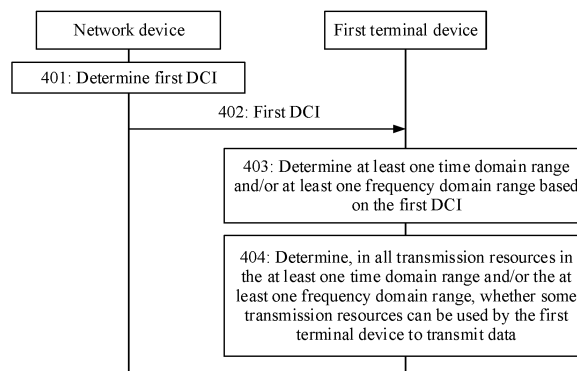 Network device
First terminal device
401: Determine first DCI
402: First DCI
403: Determine at least one time domain range
and/or at least one frequency domain range based
on the first DCI
404: Determine, in all transmission resources in
the at least one time domain range and/or the at
least one frequency domain range, whether some
transmission resources can be used by the first
terminal device to transmit data